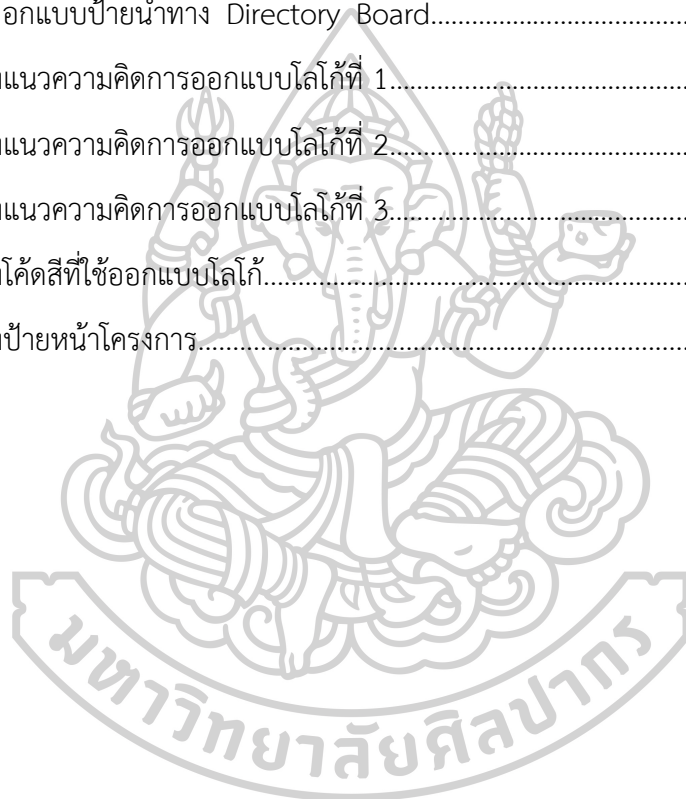 อกแบบป้ายนำทาง Directory Board.......................................................
แนวความคิดการออกแบบโลโก้ที่ 1.......................................................
แนวความคิดการออกแบบโลโก้ที่ 2.......................................................
แนวความคิดการออกแบบโลโก้ที่ 3.......................................................
โค้ดสีที่ใช้ออกแบบโลโก้.......................................................
ป้ายหน้าโครงการ.......................................................
มหาวิทยาลัยศิลปากร